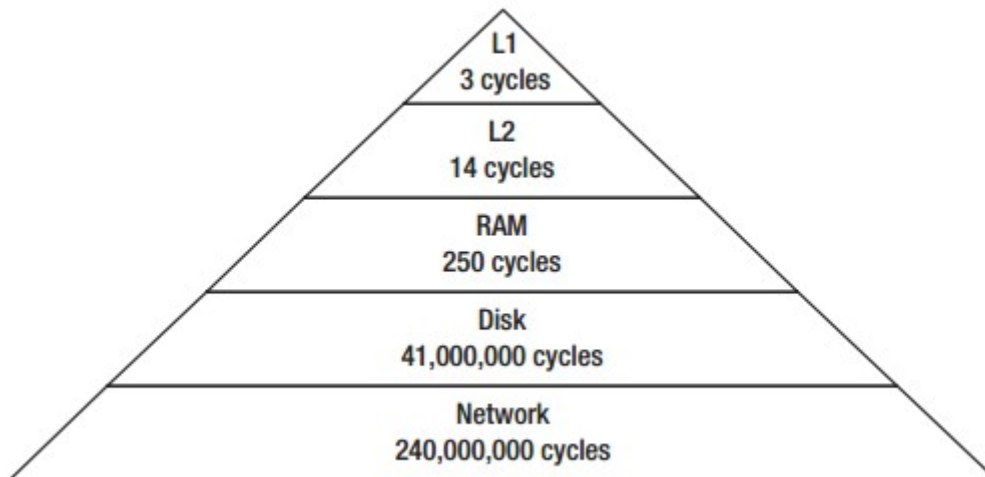 L1
3 cycles
L2
14 cycles
RAM
250 cycles
Disk
41,000,000 cycles
Network
240,000,000 cycles